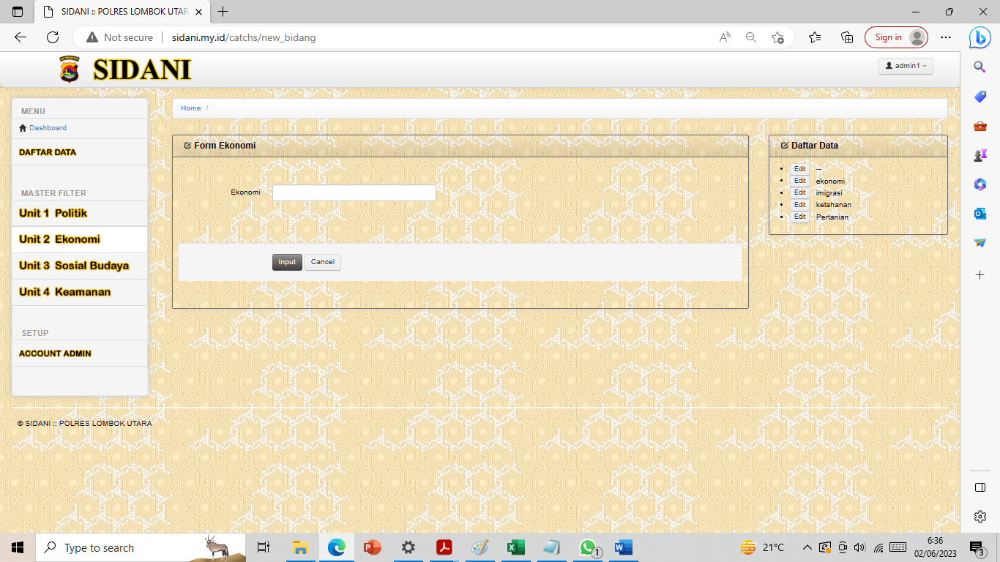 SIDANI :: POLRES LOMBOK UTAR
Not secure
sidani.my.id/catchs/new_bidang
Sign in
SIDANI
admin1
MENU
Dashboard
DAFTAR DATA
MASTER FILTER
Unit 1 Politik
Unit 2 Ekonomi
Unit 3 Sosial Budaya
Unit 4 Keamanan
SETUP
ACCOUNT ADMIN
Home /
Form Ekonomi
Ekonomi
Input Cancel
Daftar Data
Edit --
Edit ekonomi
Edit imigrasi
Edit ketahanan
Edit Pertanian
© SIDANI :: POLRES LOMBOK UTARA
Type to search
1
21°C
6:36
02/06/2023
3